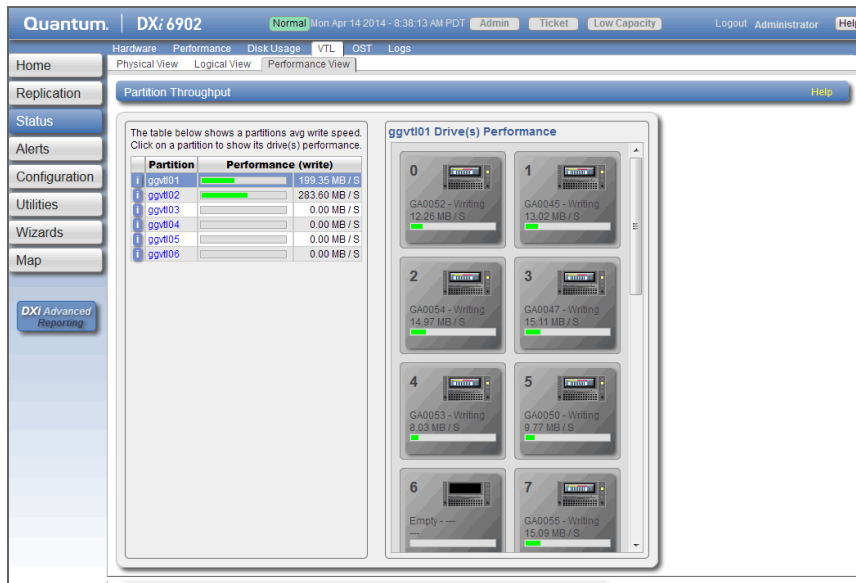 Quantum. DXi 6902 Normal Mon Apr 14 2014 - 8:38:13 AM PDT Admin Ticket Low Capacity Logout Administrator Help
Hardware Performance Disk Usage VTL OST Logs
Physical View Logical View Performance View
Home
Replication
Status
Alerts
Configuration
Utilities
Wizards
Map
DXi Advanced
Reporting
Partition Throughput Help
The table below shows a partitions avg write speed.
Click on a partition to show its drive(s) performance.
Partition Performance (write)
i ggvtl01 199.35 MB / S
i ggvtl02 283.60 MB / S
i ggvtl03 0.00 MB / S
i ggvtl04 0.00 MB / S
i ggvtl05 0.00 MB / S
i ggvtl06 0.00 MB / S
ggvtl01 Drive(s) Performance
0
GA0052 - Writing
12.26 MB / S
1
GA0045 - Writing
13.02 MB / S
2
GA0054 - Writing
14.97 MB / S
3
GA0047 - Writing
15.11 MB / S
4
GA0053 - Writing
8.03 MB / S
5
GA0050 - Writing
9.77 MB / S
6
Empty - ---
---
7
GA0055 - Writing
15.09 MB / S